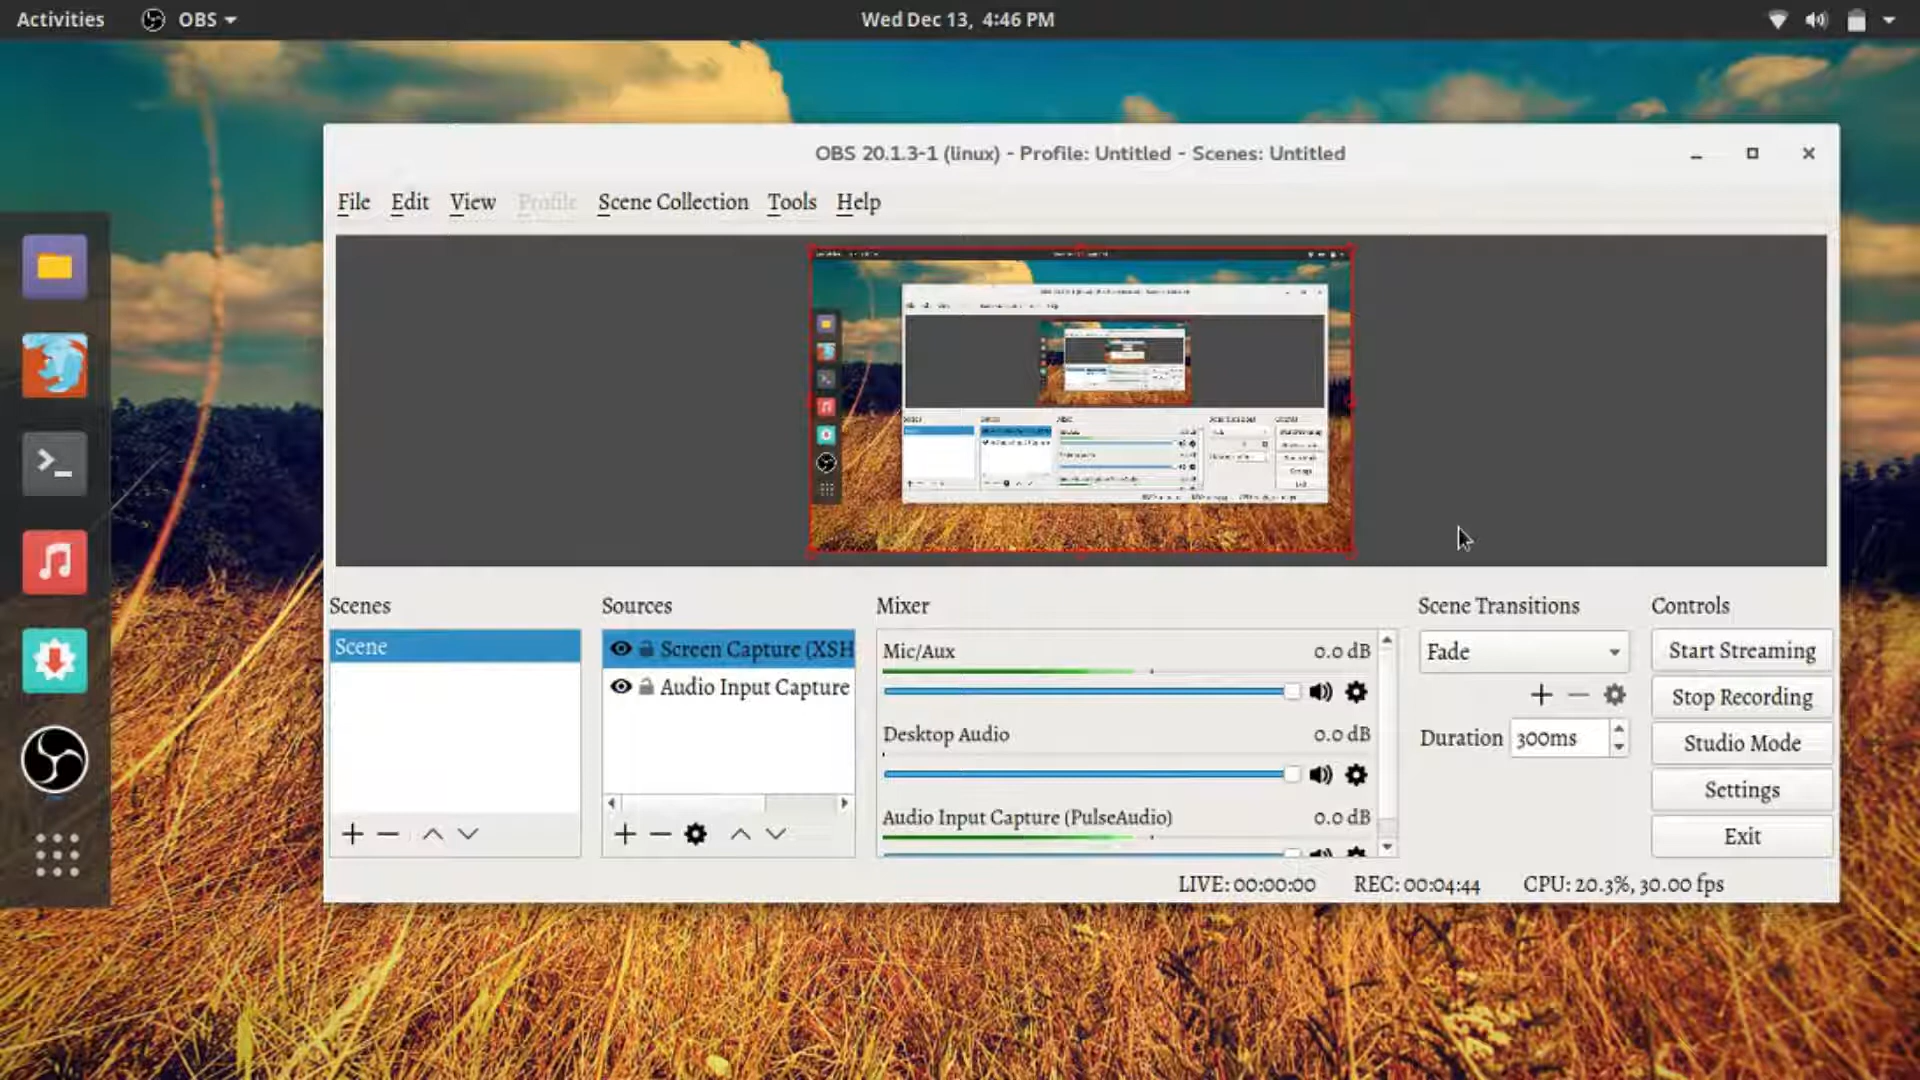 Activities OBS Wed Dec 13, 4:46 PM
OBS 20.1.3-1 (linux) - Profile: Untitled - Scenes: Untitled
File Edit View Profile Scene Collection Tools Help
Scenes Sources Mixer Scene Transitions Controls
Scene
Screen Capture (XSH
Audio Input Capture
Mic/Aux 0.0 dB
Desktop Audio 0.0 dB
Audio Input Capture (PulseAudio) 0.0 dB
Fade
Duration 300ms
Start Streaming
Stop Recording
Studio Mode
Settings
Exit
LIVE: 00:00:00 REC: 00:04:44 CPU: 20.3%, 30.00 fps